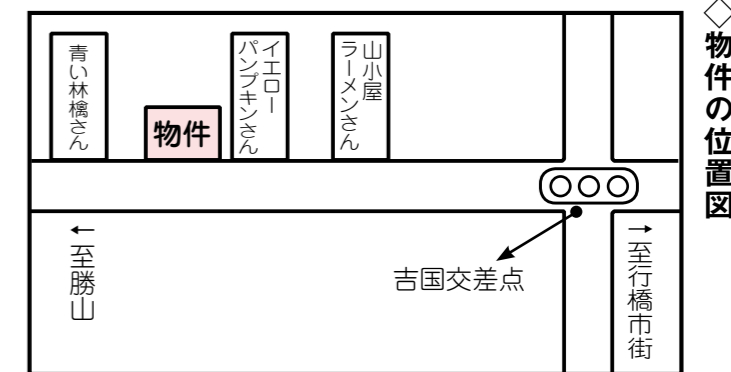 ◇物件の位置図
青い林檎さん
物件
イエロー
パンプキンさん
山小屋
ラーメンさん
吉国交差点
←至勝山
→至行橋市街